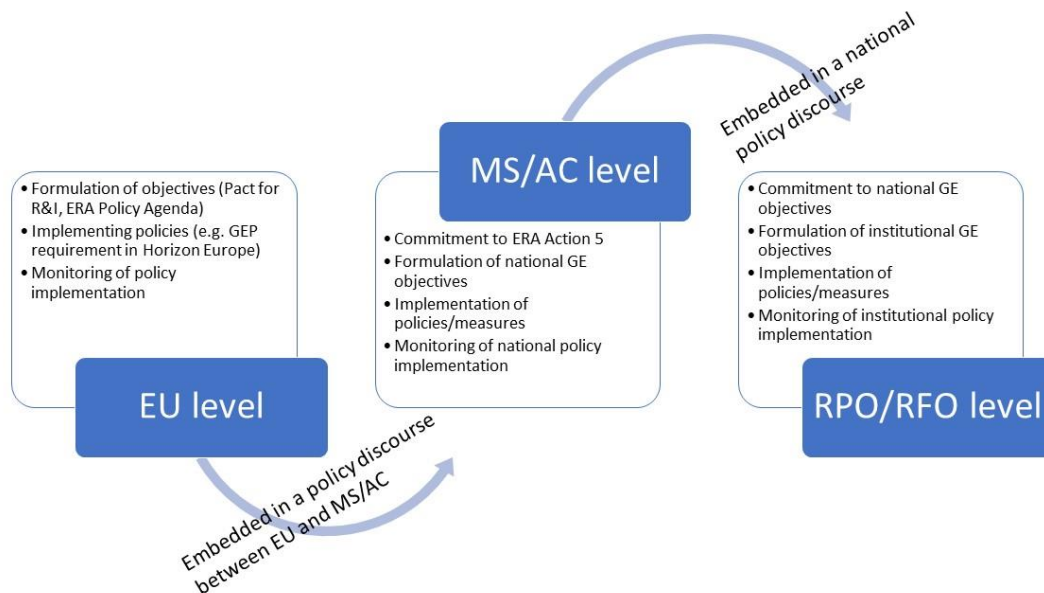 • Formulation of objectives (Pact for
R&I, ERA Policy Agenda)
• Implementing policies (e.g. GEP
requirement in Horizon Europe)
• Monitoring of policy
implementation
EU level
Embedded in a policy discourse
between EU and MS/AC
MS/AC level
• Commitment to ERA Action 5
• Formulation of national GE
objectives
• Implementation of
policies/measures
• Monitoring of national policy
implementation
Embedded in a national
policy discourse
• Commitment to national GE
objectives
• Formulation of institutional GE
objectives
• Implementation of
policies/measures
• Monitoring of institutional policy
implementation
RPO/RFO level